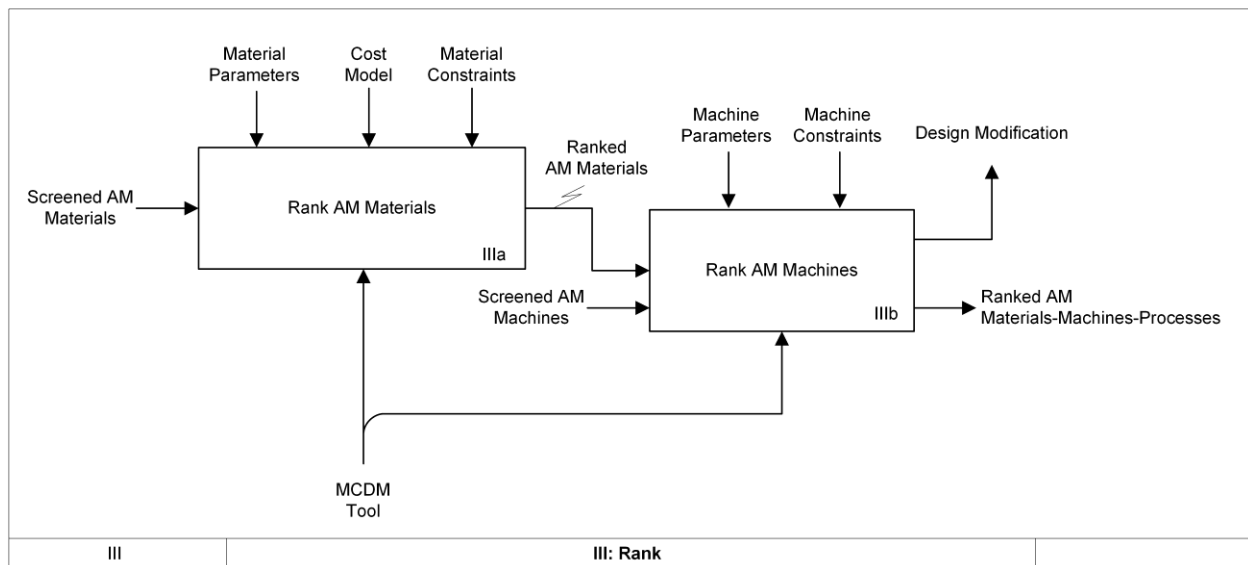 Material
Parameters
Cost
Model
Material
Constraints
Machine
Parameters
Machine
Constraints
Design Modification
Ranked
AM Materials
Screened AM
Materials
Rank AM Materials
IIIa
Screened AM
Machines
Rank AM Machines
IIIb
Ranked AM
Materials-Machines-Processes
MCDM
Tool
III
III: Rank